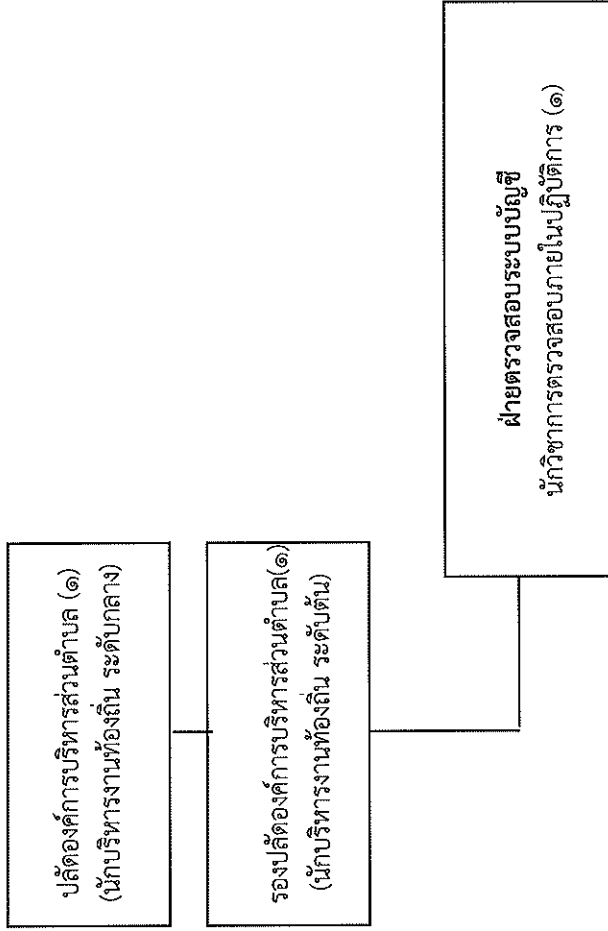 ปลัดองค์การบริหารส่วนตำบล (๑)
(นักบริหารงานท้องถิ่น ระดับกลาง)
รองปลัดองค์การบริหารส่วนตำบล(๑)
(นักบริหารงานท้องถิ่น ระดับต้น)
ฝ่ายตรวจสอบระบบบัญชี
นักวิชาการตรวจสอบภายในปฏิบัติการ (๑)